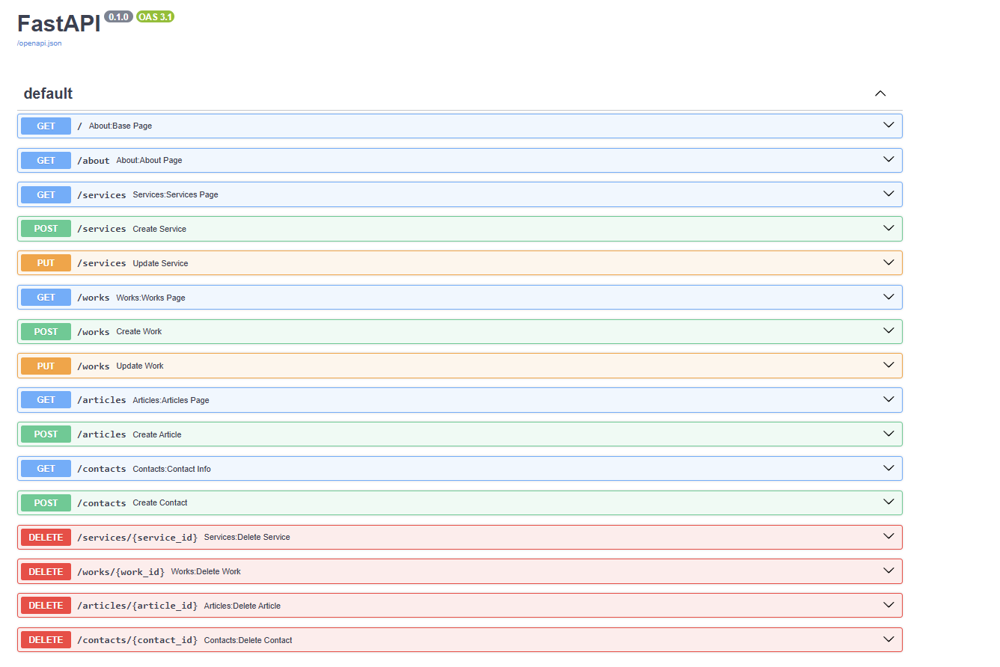 FastAPI 0.1.0 OAS 3.1
/openapi.json
default
GET / About:Base Page
GET /about About:About Page
GET /services Services:Services Page
POST /services Create Service
PUT /services Update Service
GET /works Works:Works Page
POST /works Create Work
PUT /works Update Work
GET /articles Articles:Articles Page
POST /articles Create Article
GET /contacts Contacts:Contact Info
POST /contacts Create Contact
DELETE /services/{service_id} Services:Delete Service
DELETE /works/{work_id} Works:Delete Work
DELETE /articles/{article_id} Articles:Delete Article
DELETE /contacts/{contact_id} Contacts:Delete Contact